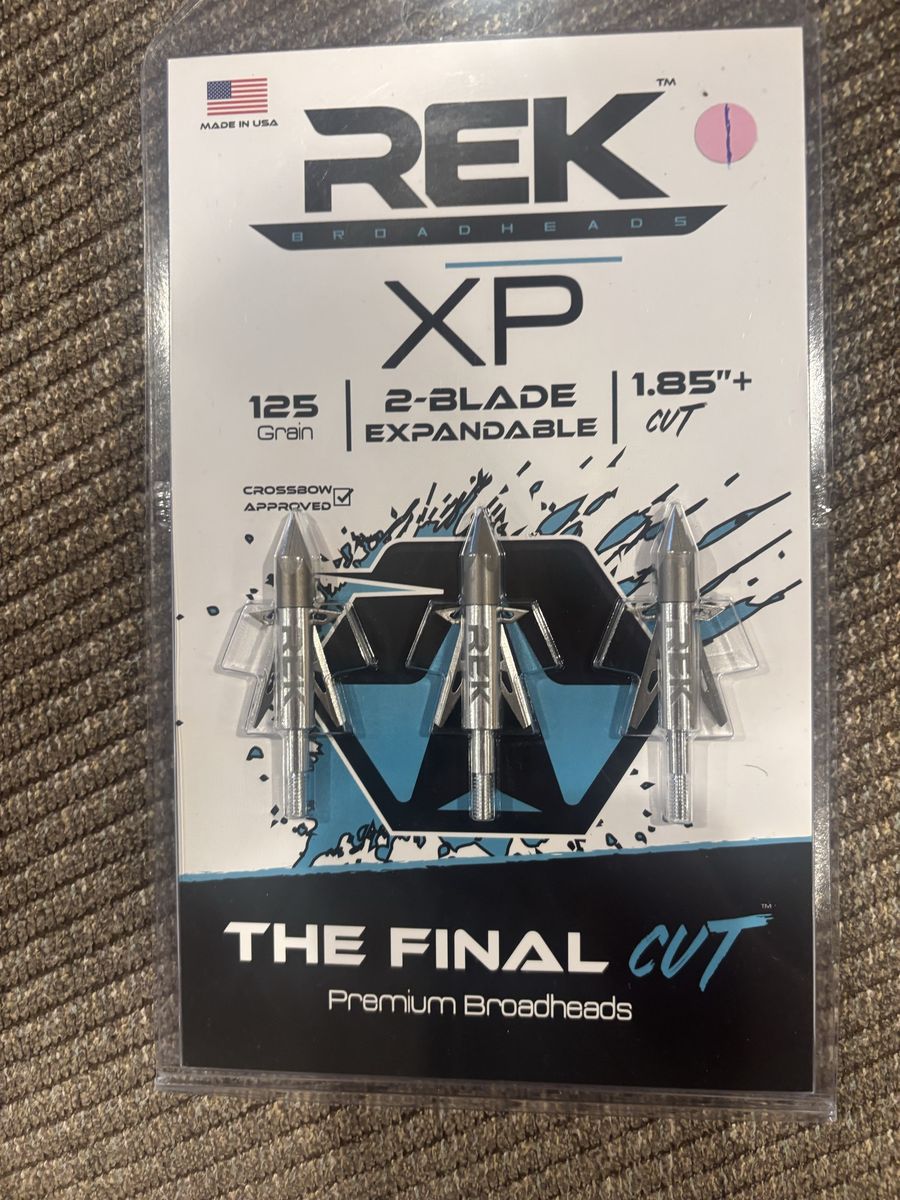 MADE IN USA
REK™
BROADHEADS
XP
125
Grain
2-BLADE
EXPANDABLE
1.85"+
CUT
CROSSBOW
APPROVED
REK
REK
REK
THE FINAL CUT™
Premium Broadheads